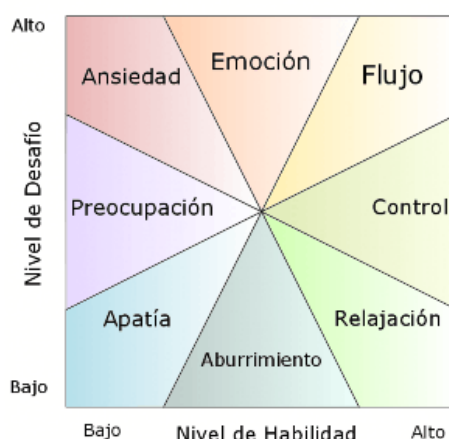 Alto
Ansiedad
Emoción
Flujo
Nivel de Desafío
Preocupación
Control
Apatía
Aburrimiento
Relajación
Bajo
Bajo
Nivel de Habilidad
Alto